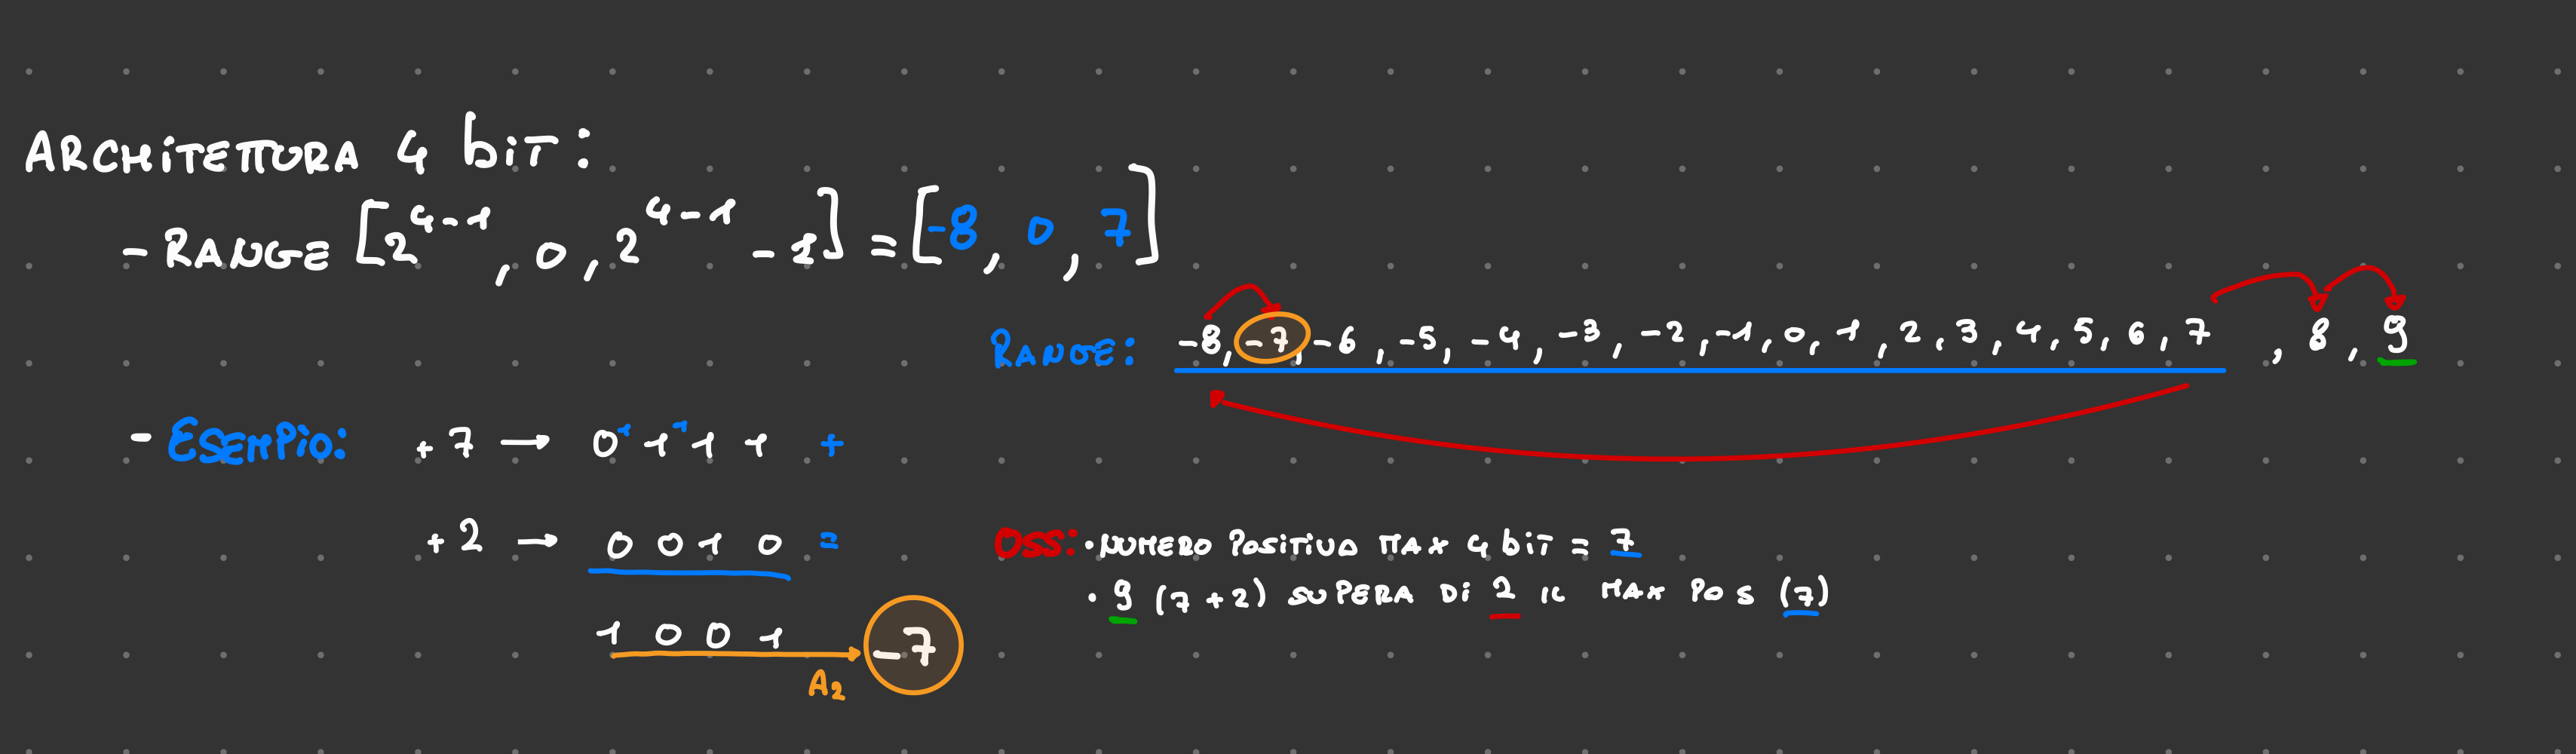 ARCHITETTURA 4 bIT:
- RANGE [2^4-1, 0, 2^4-1 - 1] = [-8, 0, 7]
RANGE: -8, -7, -6, -5, -4, -3, -2, -1, 0, 1, 2, 3, 4, 5, 6, 7, 8, 9
- ESEMPIO: +7 → 0 1 1 1 1 1 +
+2 → 0 0 1 0 =
1 0 0 1 → -7
A2
OSS: • NUMERO POSITIVO MAX 4 bIT = 7
• 9 (7+2) SUPERA DI 2 IL MAX POS (7)